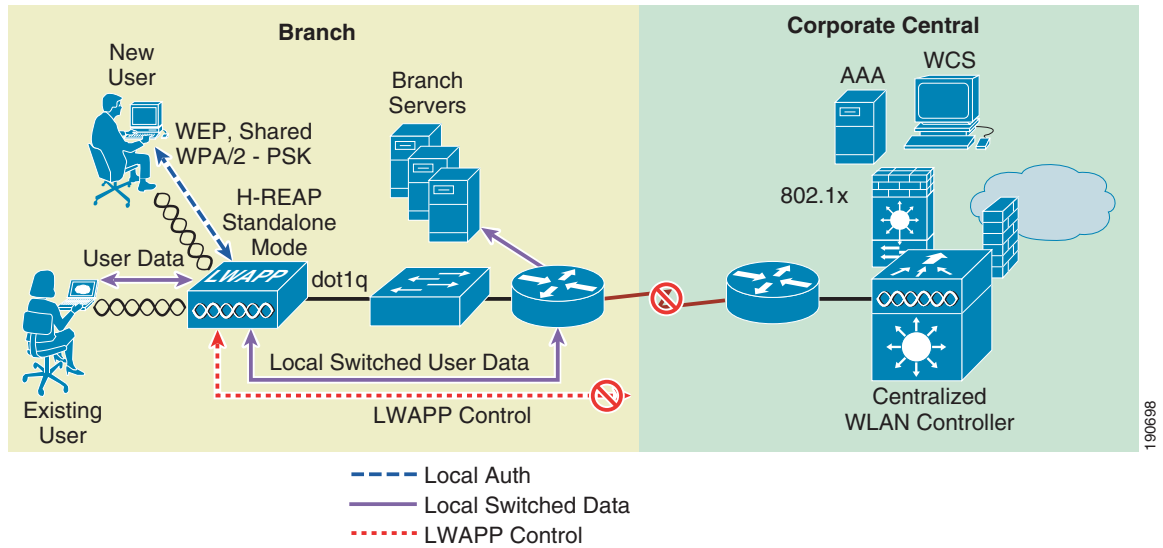 Branch
Corporate Central
New
User
WEP, Shared
WPA/2 - PSK
Branch
Servers
AAA
WCS
802.1x
H-REAP
Standalone
Mode
User Data
LWAPP
dot1q
Local Switched User Data
LWAPP Control
Existing
User
Centralized
WLAN Controller
190698
Local Auth
Local Switched Data
LWAPP Control